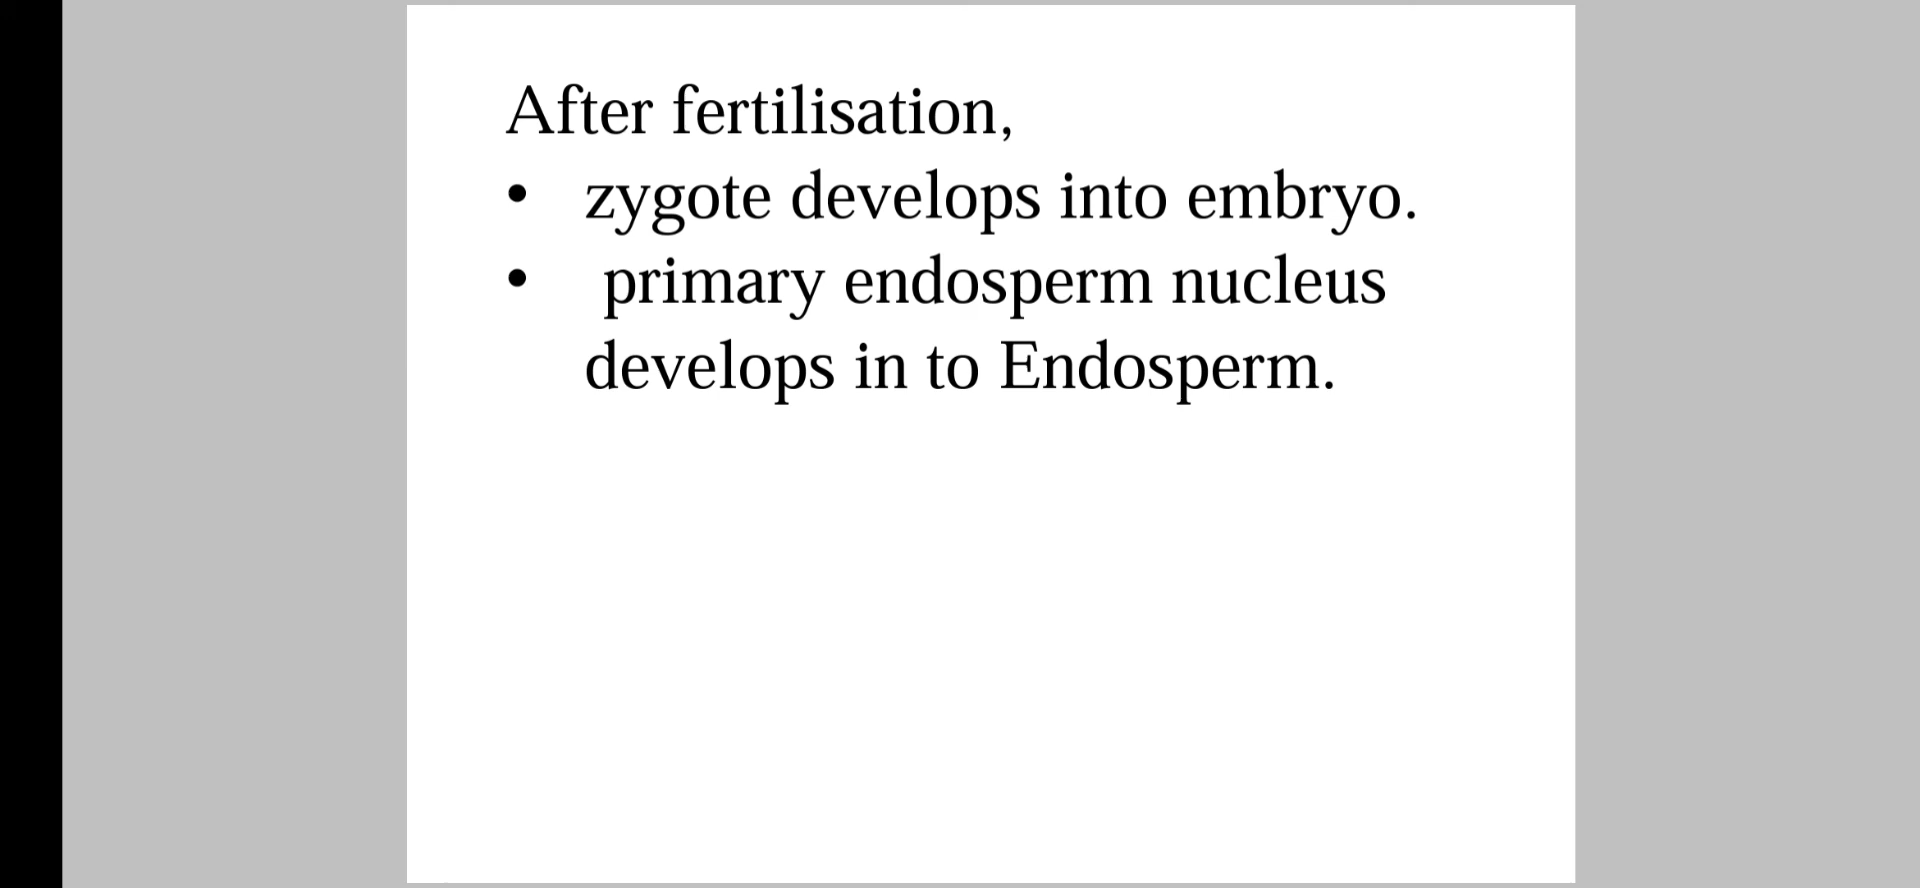 After fertilisation,
• zygote develops into embryo.
• primary endosperm nucleus
develops in to Endosperm.